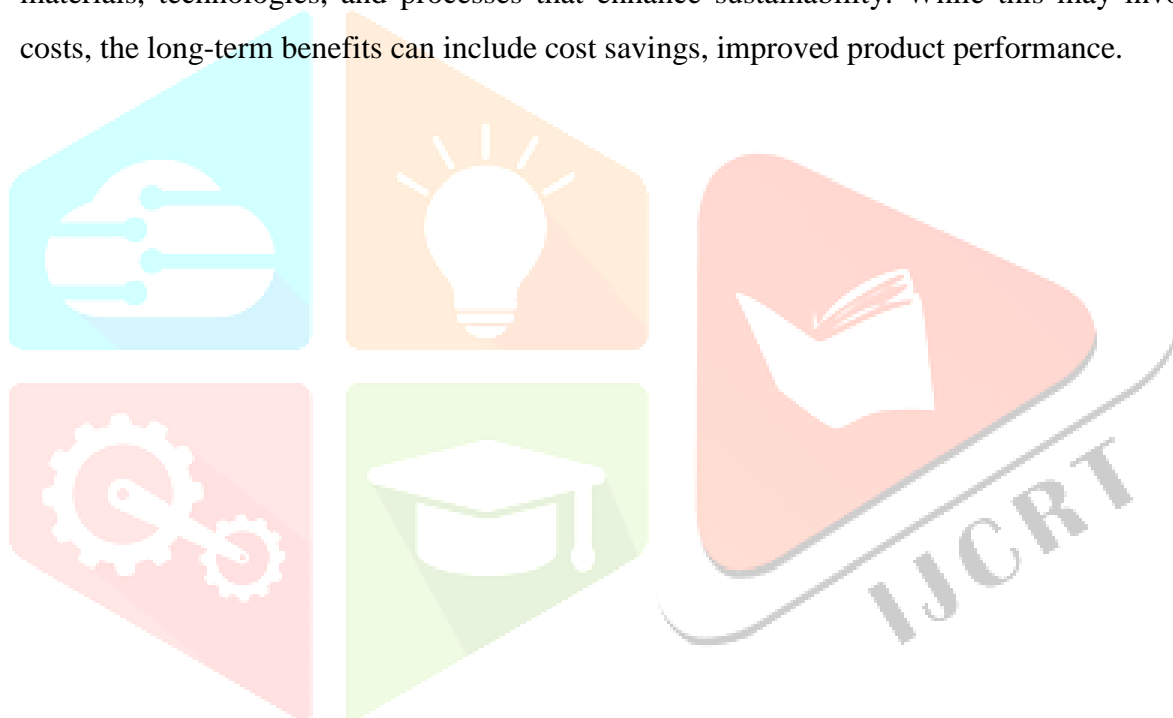 materials, technologies, and processes that enhance sustainability. While this may
costs, the long-term benefits can include cost savings, improved product performance.
IJCRT